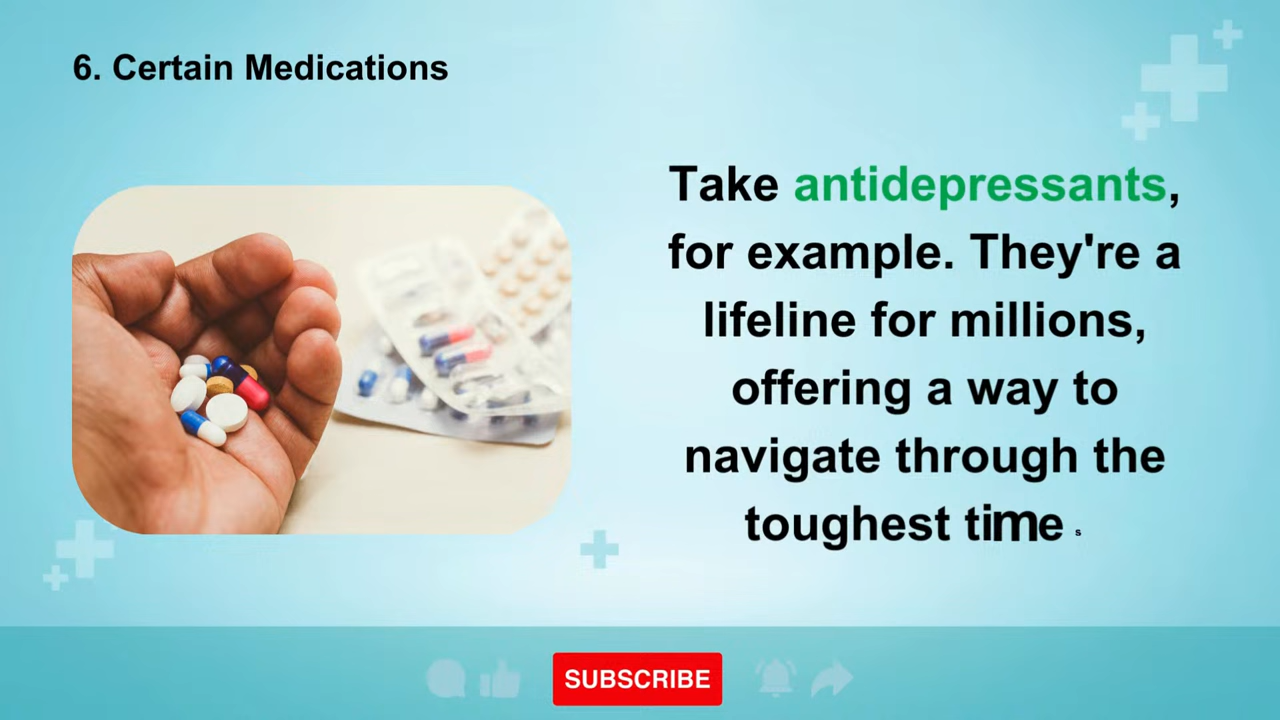 6. Certain Medications
Take antidepressants,
for example. They're a
lifeline for millions,
offering a way to
navigate through the
toughest times
SUBSCRIBE